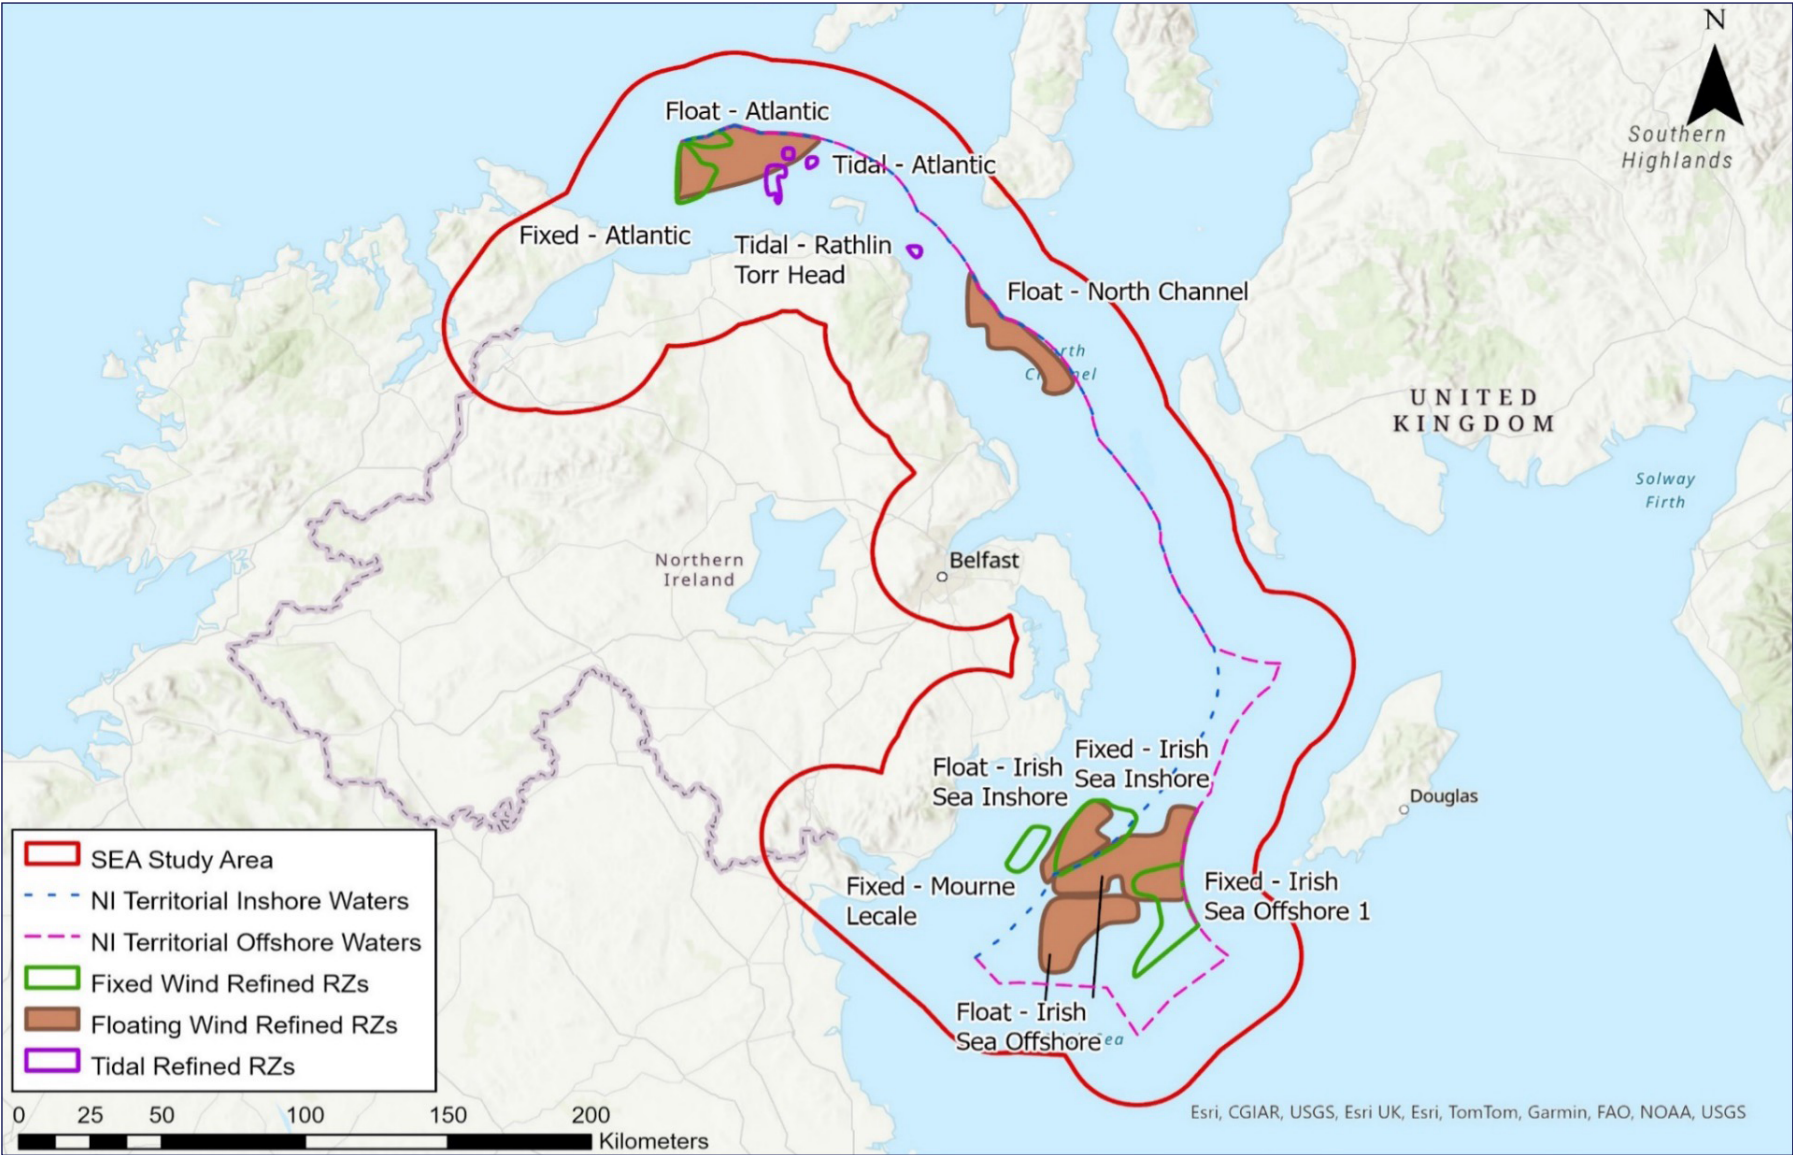 N
Float - Atlantic
Southern
Highlands
Tidal - Atlantic
Fixed - Atlantic
Tidal - Rathlin
Torr Head
Float - North Channel
UNITED
KINGDOM
Solway
Firth
Northern
Ireland
Belfast
Fixed - Irish
Sea Inshore
Float - Irish
Sea Inshore
Douglas
Fixed - Mourne
Lecale
Fixed - Irish
Sea Offshore 1
Float - Irish
Sea Offshore
SEA Study Area
NI Territorial Inshore Waters
NI Territorial Offshore Waters
Fixed Wind Refined RZs
Floating Wind Refined RZs
Tidal Refined RZs
0 25 50 100 150 200
Kilometers
Esri, CGIAR, USGS, Esri UK, Esri, TomTom, Garmin, FAO, NOAA, USGS